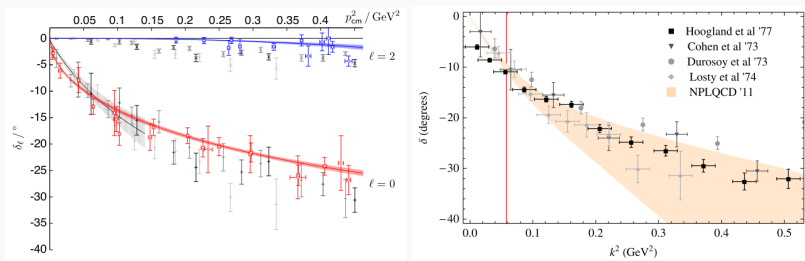 0.05 0.1 0.15 0.2 0.25 0.3 0.35 0.4 p²cm / GeV²
0
-5
-10
-15
-20
-25
-30
-35
-40
δℓ / °
ℓ = 2
ℓ = 0
0
-10
-20
-30
-40
δ (degrees)
Hoogland et al '77
Cohen et al '73
Durosoy et al '73
Losty et al '74
NPLQCD '11
0.0 0.1 0.2 0.3 0.4 0.5
k² (GeV²)